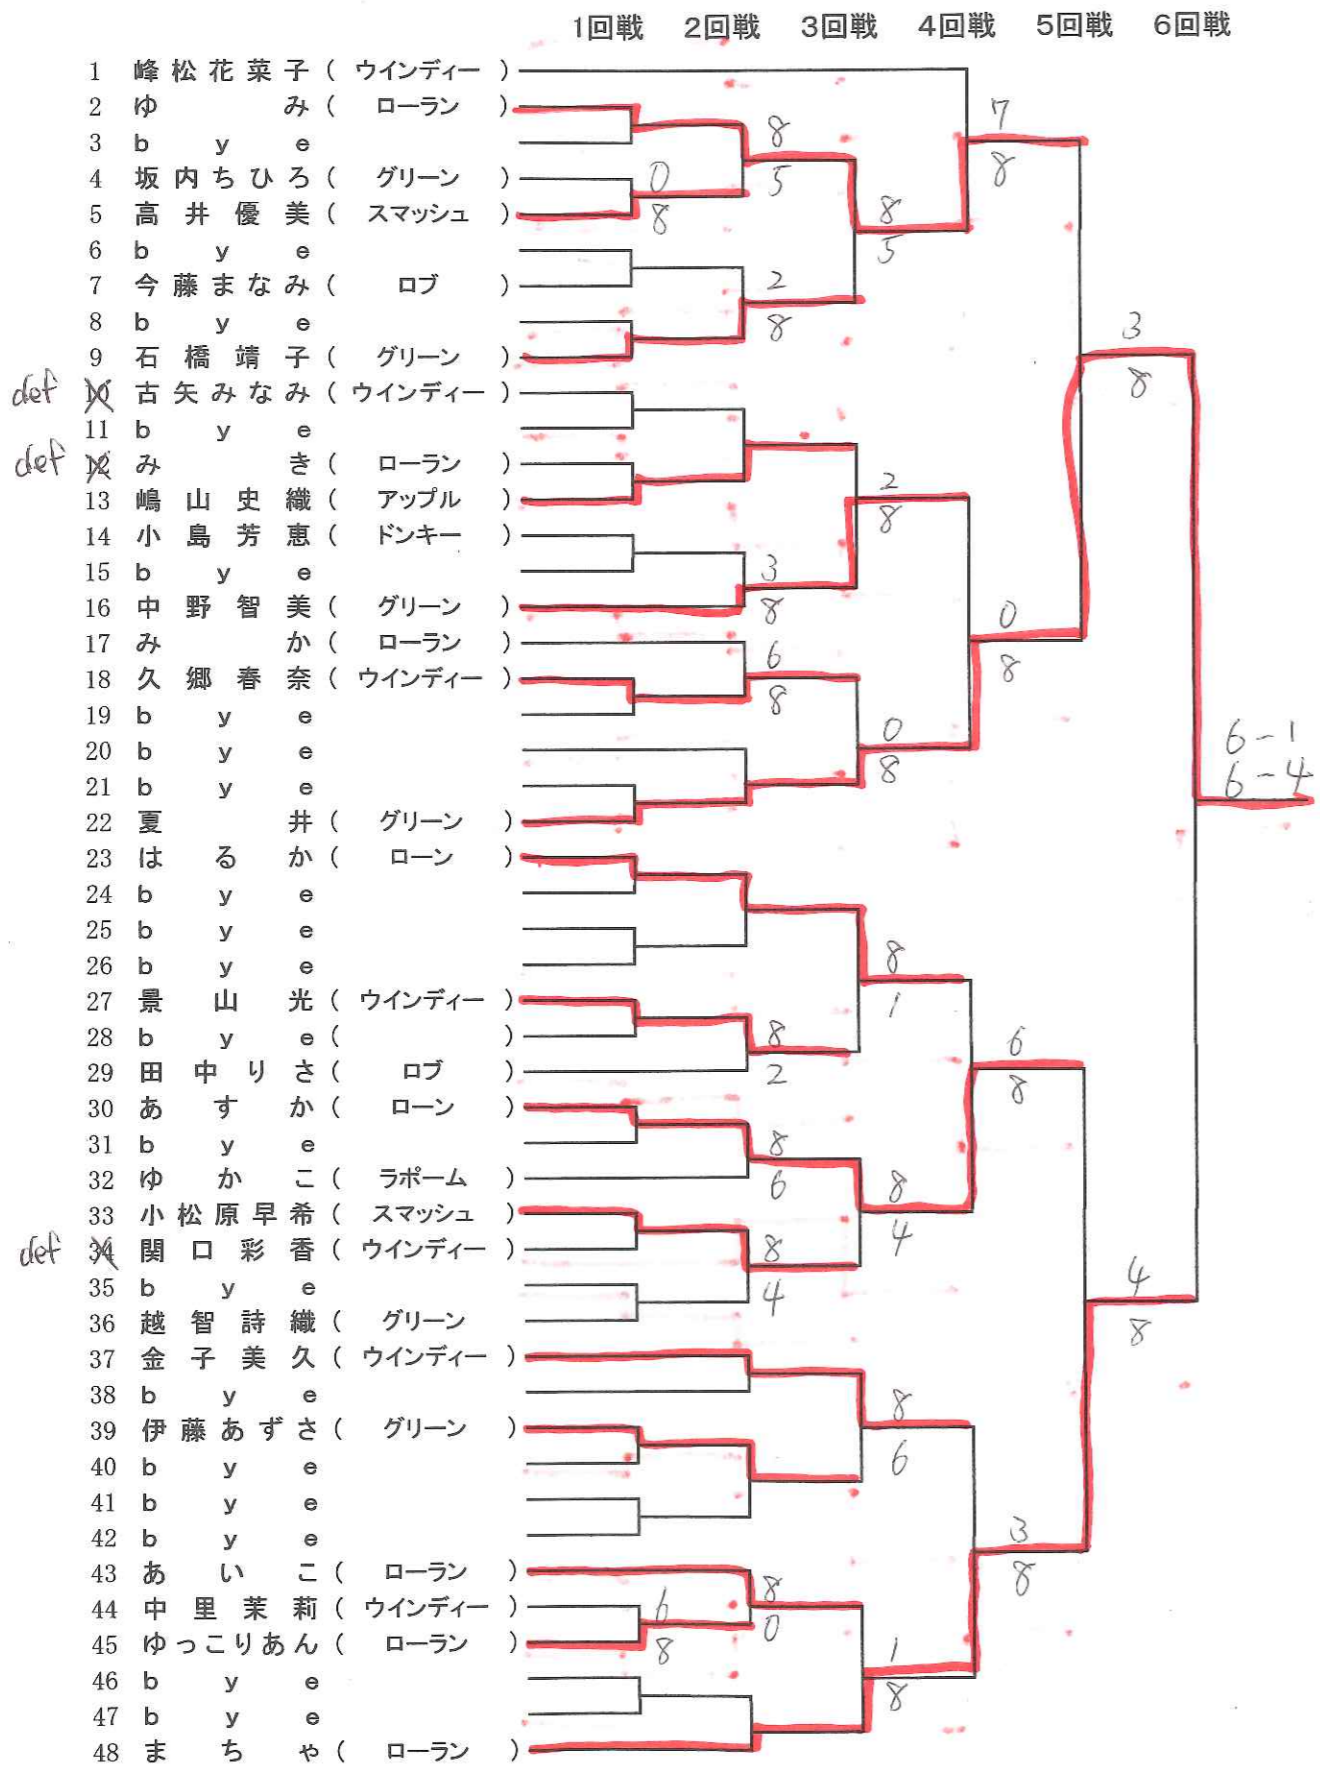 1回戦 2回戦 3回戦 4回戦 5回戦 6回戦
1 峰松花菜子 ( ウインディー )
2 ゆ み ( ローラン )
7
3 b y e
8
8
4 坂内ちひろ ( グリーン )
0
5
5 高井優美 ( スマッシュ )
8
8
6 b y e
5
7 今藤まなみ ( ロブ )
2
8 b y e
8
3
9 石橋靖子 ( グリーン )
8
def 10 古矢みなみ ( ウインディー )
11 b y e
def 12 み き ( ローラン )
2
13 嶋山史織 ( アップル )
8
14 小島芳恵 ( ドンキー )
15 b y e
3
16 中野智美 ( グリーン )
8
0
17 み か ( ローラン )
6
8
18 久郷春奈 ( ウインディー )
8
19 b y e
0
6-1
20 b y e
8
6-4
21 b y e
22 夏井 ( グリーン )
23 はるか ( ローン )
24 b y e
25 b y e
8
26 b y e
1
27 景山光 ( ウインディー )
28 b y e ( )
8
6
29 田中りさ ( ロブ )
2
8
30 あすか ( ローン )
31 b y e
8
32 ゆかこ ( ラポーム )
6
8
33 小松原早希 ( スマッシュ )
4
def 34 関口彩香 ( ウインディー )
8
35 b y e
4
4
36 越智詩織 ( グリーン )
8
37 金子美久 ( ウインディー )
38 b y e
8
39 伊藤あずさ ( グリーン )
6
40 b y e
41 b y e
42 b y e
3
43 あいこ ( ローラン )
8
8
44 中里茉莉 ( ウインディー )
6
0
45 ゆっこりあん ( ローラン )
8
1
46 b y e
8
47 b y e
48 まちゃ ( ローラン )